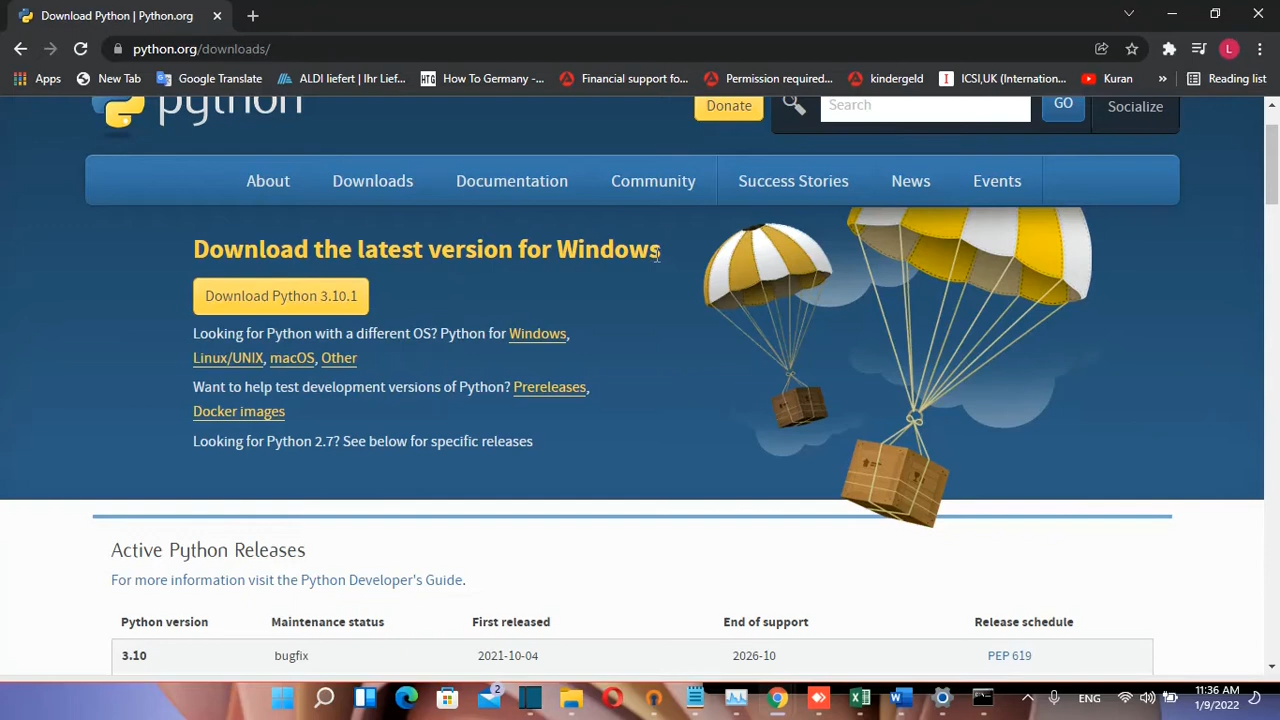 Download Python | Python.org
python.org/downloads/
Apps New Tab Google Translate ALDI liefert | Ihr Lief... How To Germany -... Financial support fo... Permission required... kindergeld ICSI,UK (Internation... Kuran » Reading list
python
Donate Search GO Socialize
About Downloads Documentation Community Success Stories News Events
Download the latest version for Windows
Download Python 3.10.1
Looking for Python with a different OS? Python for Windows,
Linux/UNIX, macOS, Other
Want to help test development versions of Python? Prereleases,
Docker images
Looking for Python 2.7? See below for specific releases
Active Python Releases
For more information visit the Python Developer's Guide.
Python version Maintenance status First released End of support Release schedule
3.10 bugfix 2021-10-04 2026-10 PEP 619
2 ENG 11:36 AM
1/9/2022